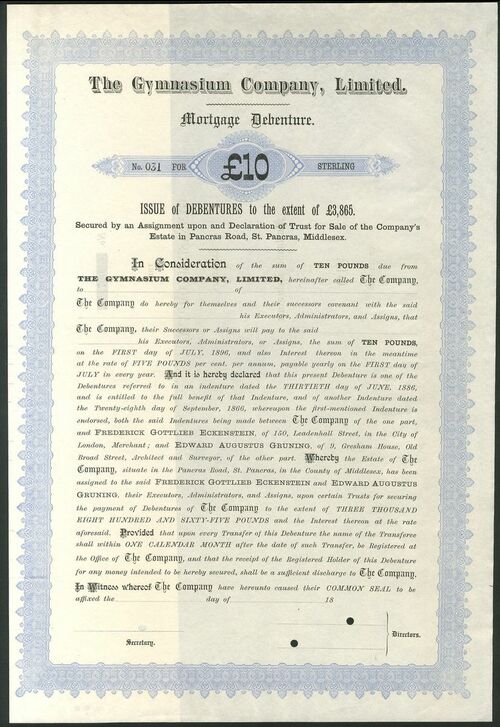 The Gymnasium Company, Limited.
Mortgage Debenture.
No. 031 FOR £10 STERLING
ISSUE of DEBENTURES to the extent of £3,865.
Secured by an Assignment upon and Declaration of Trust for Sale of the Company's
Estate in Pancras Road, St. Pancras, Middlesex.
In Consideration of the sum of TEN POUNDS due from
THE GYMNASIUM COMPANY, LIMITED, hereinafter called The Company,
to of
The Company do hereby for themselves and their successors covenant with the said
his Executors, Administrators, and Assigns, that
The Company, their Successors or Assigns will pay to the said
his Executors, Administrators, or Assigns, the sum of TEN POUNDS,
on the FIRST day of JULY, 1896, and also Interest thereon in the meantime
at the rate of FIVE POUNDS per cent. per annum, payable yearly on the FIRST day of
JULY in every year. And it is hereby declared that this present Debenture is one of the
Debentures referred to in an indenture dated the THIRTIETH day of JUNE, 1886,
and is entitled to the full benefit of that Indenture, and of another Indenture dated
the Twenty-eighth day of September, 1866, whereupon the first-mentioned Indenture is
endorsed, both the said Indentures being made between The Company of the one part,
and FREDERICK GOTTLIEB ECKENSTEIN, of 150, Leadenhall Street, in the City of
London, Merchant; and EDWARD AUGUSTUS GRUNING, of 9, Gresham House, Old
Broad Street, Architect and Surveyor, of the other part. Whereby the Estate of The
Company, situate in the Pancras Road, St. Pancras, in the County of Middlesex, has been
assigned to the said FREDERICK GOTTLIEB ECKENSTEIN and EDWARD AUGUSTUS
GRUNING, their Executors, Administrators, and Assigns, upon certain Trusts for securing
the payment of Debentures of The Company to the extent of THREE THOUSAND
EIGHT HUNDRED AND SIXTY-FIVE POUNDS and the Interest thereon at the rate
aforesaid. Provided that upon every Transfer of this Debenture the name of the Transferee
shall within ONE CALENDAR MONTH after the date of such Transfer, be Registered at
the Office of The Company, and that the receipt of the Registered Holder of this Debenture
for any money intended to be hereby secured, shall be a sufficient discharge to The Company.
In Witness whereof The Company have hereunto caused their COMMON SEAL to be
affixed the day of 18
Secretary.
Directors.